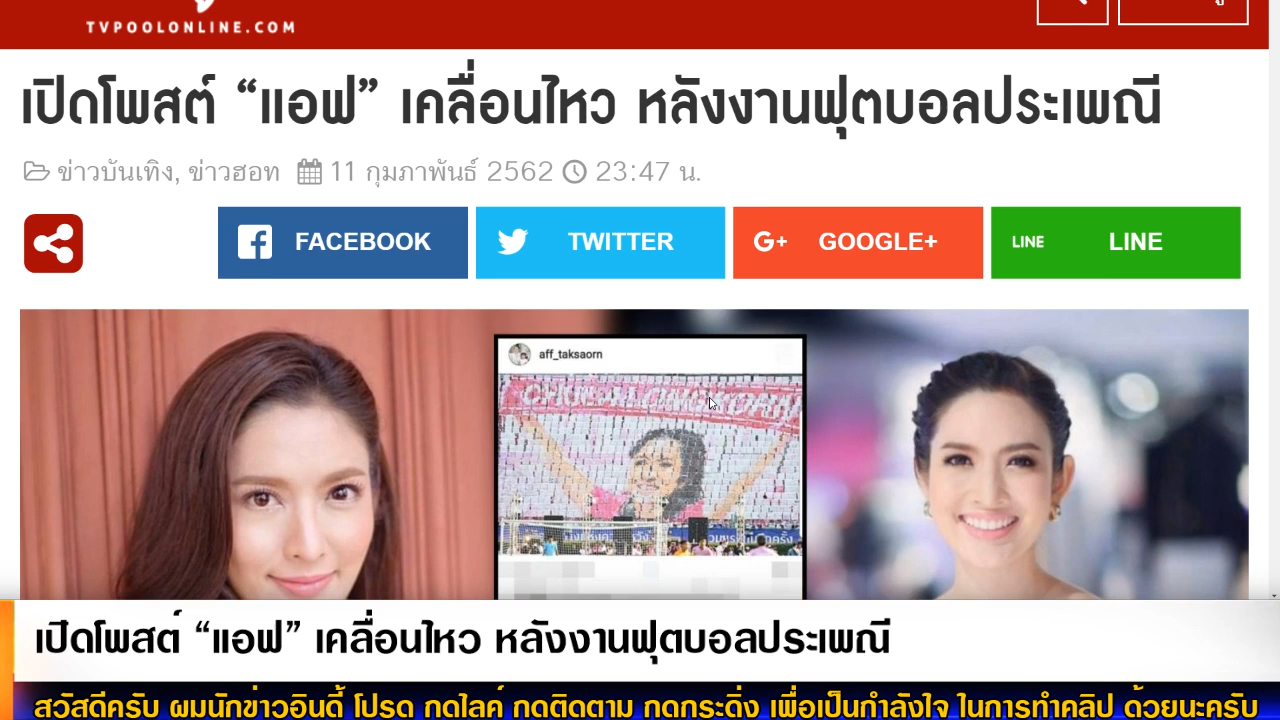 TVPOOLONLINE.COM
เปิดโพสต์ “แอฟ” เคลื่อนไหว หลังงานฟุตบอลประเพณี
ข่าวบันเทิง, ข่าวฮอท 11 กุมภาพันธ์ 2562 23:47 น.
FACEBOOK TWITTER G+ GOOGLE+ LINE LINE
aff_taksaorn
เปิดโพสต์ “แอฟ” เคลื่อนไหว หลังงานฟุตบอลประเพณี
สวัสดีครับ ผมนักข่าวอินดี้ โปรด กดไลค์ กดติดตาม กดกระดิ่ง เพื่อเป็นกำลังใจ ในการทำคลิป ด้วยนะครับ